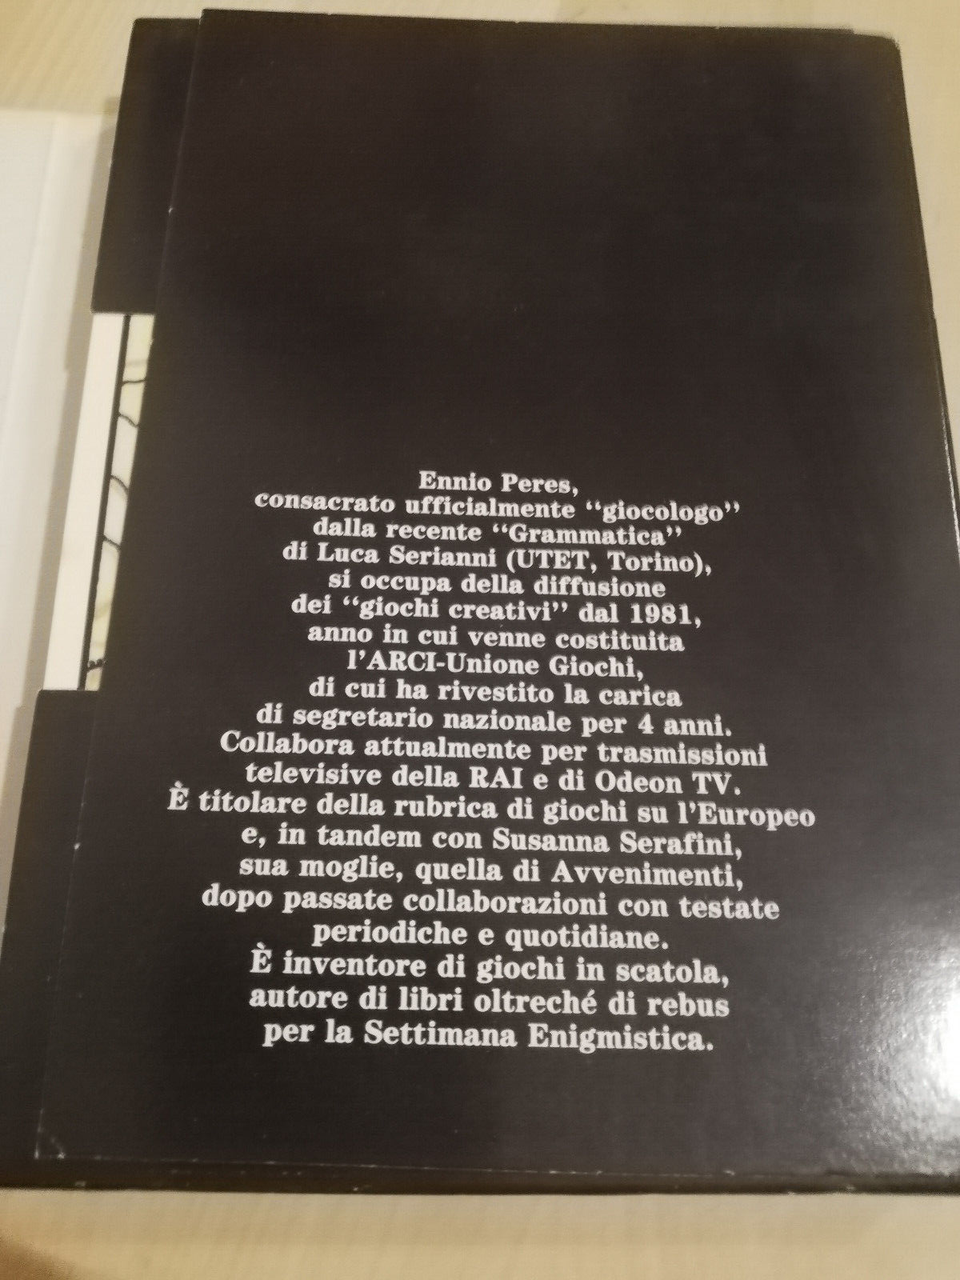 Ennio Peres,
consacrato ufficialmente "giocologo"
dalla recente "Grammatica"
di Luca Serianni (UTET, Torino),
si occupa della diffusione
dei "giochi creativi" dal 1981,
anno in cui venne costituita
l'ARCI-Unione Giochi,
di cui ha rivestito la carica
di segretario nazionale per 4 anni.
Collabora attualmente per trasmissioni
televisive della RAI e di Odeon TV.
È titolare della rubrica di giochi su l'Europeo
e, in tandem con Susanna Serafini,
sua moglie, quella di Avvenimenti,
dopo passate collaborazioni con testate
periodiche e quotidiane.
È inventore di giochi in scatola,
autore di libri oltreché di rebus
per la Settimana Enigmistica.